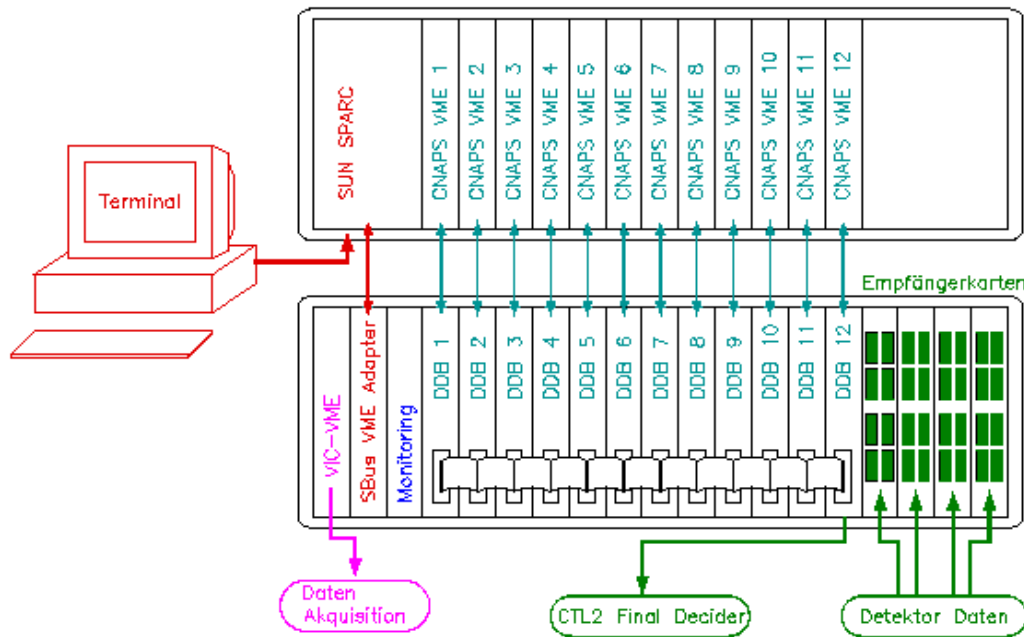 SUN SPARC
CNAPS VME 1
CNAPS VME 2
CNAPS VME 3
CNAPS VME 4
CNAPS VME 5
CNAPS VME 6
CNAPS VME 7
CNAPS VME 8
CNAPS VME 9
CNAPS VME 10
CNAPS VME 11
CNAPS VME 12
Terminal
Empfängerkarten
VIC-VME
SBus VME Adapter
Monitoring
DDB 1
DDB 2
DDB 3
DDB 4
DDB 5
DDB 6
DDB 7
DDB 8
DDB 9
DDB 10
DDB 11
DDB 12
Daten
Akquisition
CTL2 Final Decider
Detektor Daten